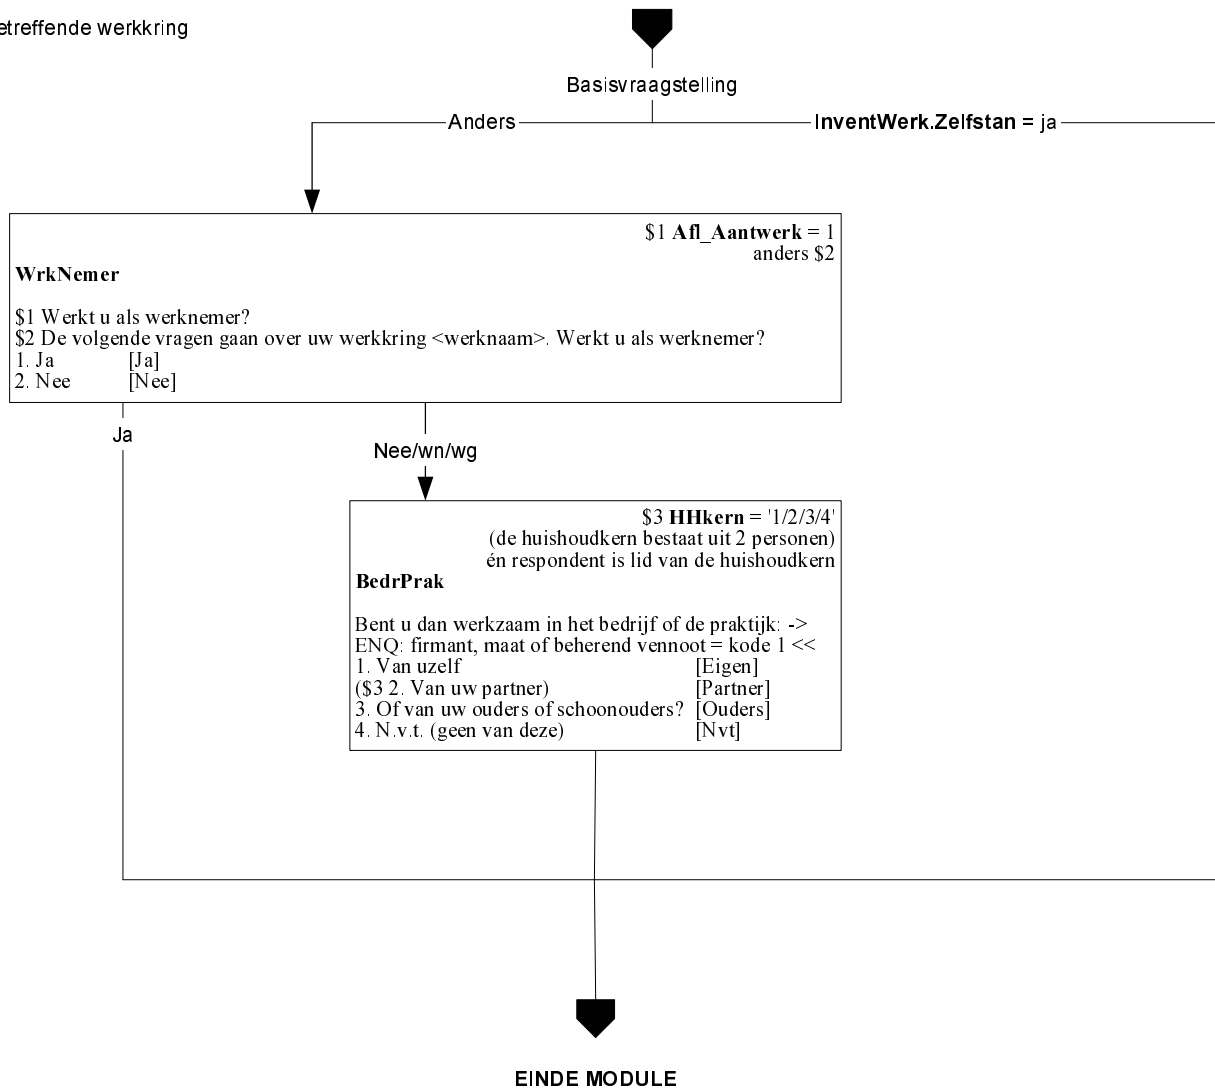 etreffende werkkring
Basisvraagstelling
Anders
InventWerk.Zelfstan = ja
$1 Afl_Aantwerk = 1
anders $2
WrkNemer
$1 Werkt u als werknemer?
$2 De volgende vragen gaan over uw werkkring <werknaam>. Werkt u als werknemer?
1. Ja [Ja]
2. Nee [Nee]
Ja
Nee/wn/wg
$3 HHkern = '1/2/3/4'
(de huishoudkern bestaat uit 2 personen)
én respondent is lid van de huishoudkern
BedrPrak
Bent u dan werkzaam in het bedrijf of de praktijk: ->
ENQ: firmant, maat of beherend vennoot = kode 1 <<
1. Van uzelf [Eigen]
($3 2. Van uw partner) [Partner]
3. Of van uw ouders of schoonouders? [Ouders]
4. N.v.t. (geen van deze) [Nvt]
EINDE MODULE